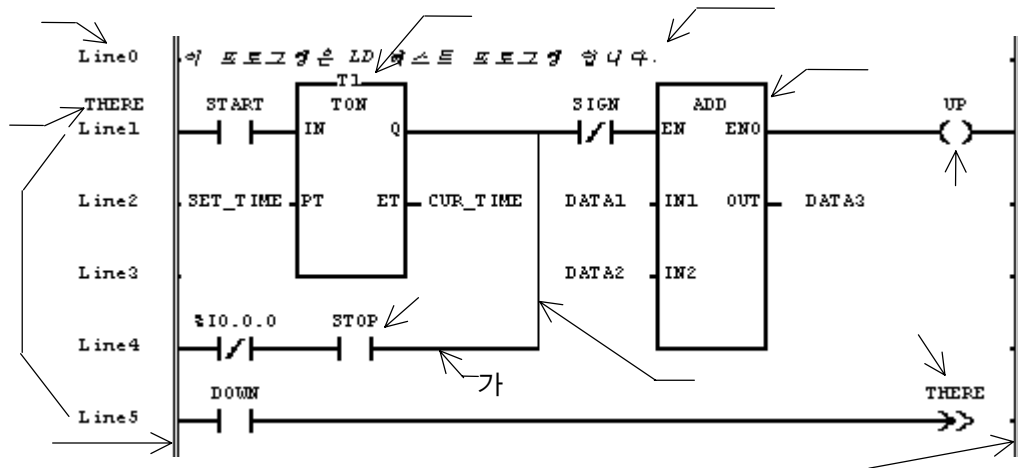 Line0 이 프로그램은 LD 테스트 프로그램 입니다.
T1
THERE START TON SIGN ADD UP
Line1 IN Q EN ENO
Line2 SET_TIME PT ET CUR_TIME DATA1 IN1 OUT DATA3
Line3 DATA2 IN2
%I0.0.0 STOP
Line4
가
DOWN THERE
Line5